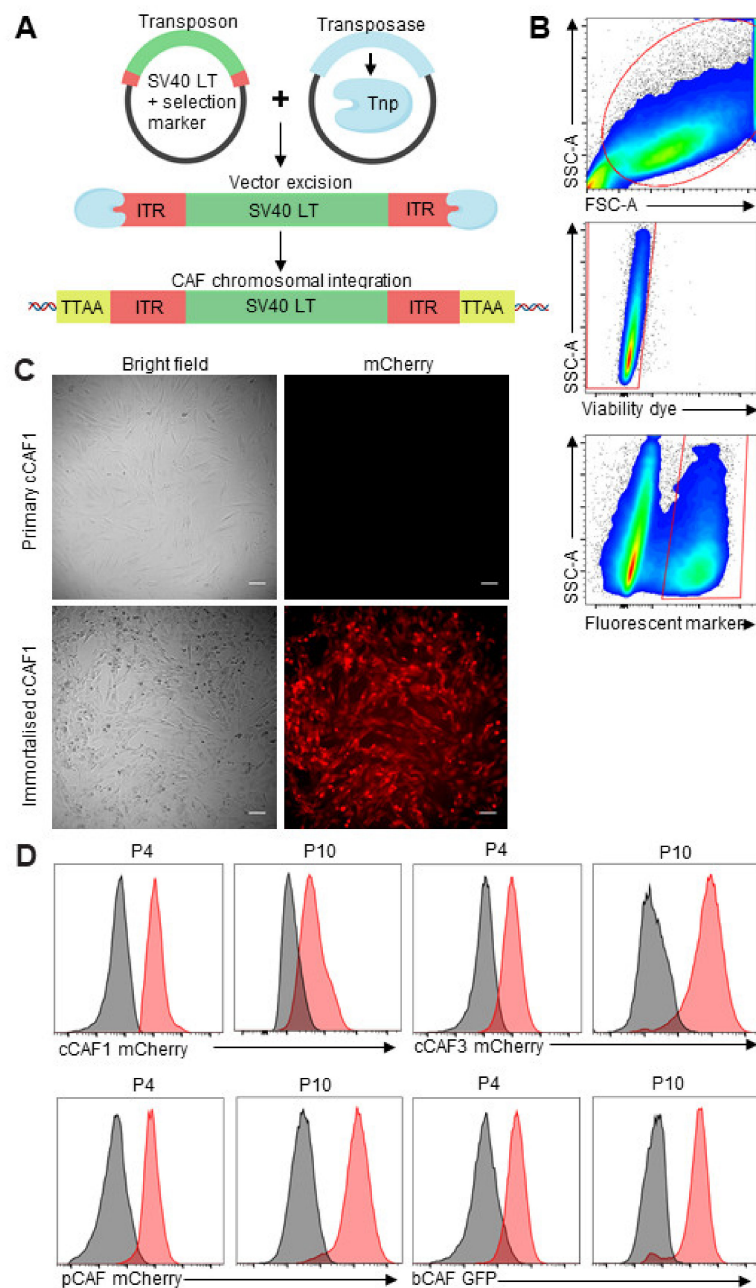 A
Transposon
Transposase
SV40 LT
+ selection
marker
+
Tnp
Vector excision
ITR
SV40 LT
ITR
CAF chromosomal integration
TTAA
ITR
SV40 LT
ITR
TTAA
B
SSC-A
FSC-A
SSC-A
Viability dye
SSC-A
Fluorescent marker
C
Bright field
mCherry
Primary cCAF1
Immortalised cCAF1
D
P4
P10
P4
P10
cCAF1 mCherry
cCAF3 mCherry
P4
P10
P4
P10
pCAF mCherry
bCAF GFP